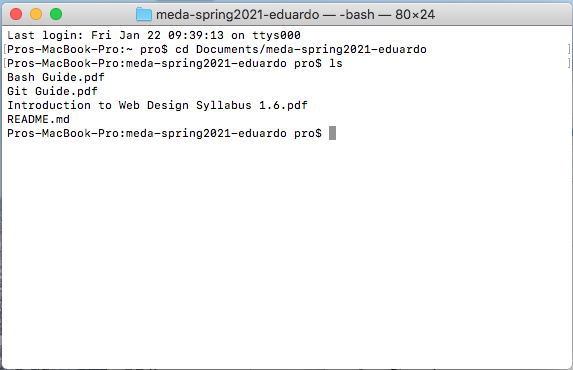 meda-spring2021-eduardo — -bash — 80×24
Last login: Fri Jan 22 09:39:13 on ttys000
[Pros-MacBook-Pro:~ pro$ cd Documents/meda-spring2021-eduardo ]
[Pros-MacBook-Pro:meda-spring2021-eduardo pro$ ls ]
Bash Guide.pdf
Git Guide.pdf
Introduction to Web Design Syllabus 1.6.pdf
README.md
Pros-MacBook-Pro:meda-spring2021-eduardo pro$